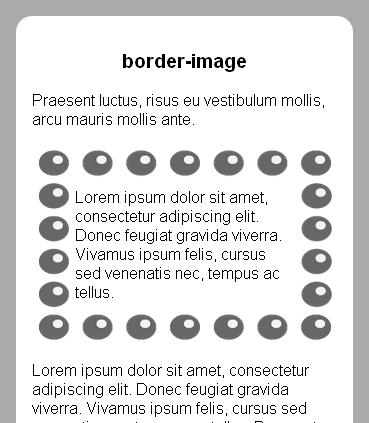 border-image
Praesent luctus, risus eu vestibulum mollis,
arcu mauris mollis ante.
Lorem ipsum dolor sit amet,
consectetur adipiscing elit.
Donec feugiat gravida viverra.
Vivamus ipsum felis, cursus
sed venenatis nec, tempus ac
tellus.
Lorem ipsum dolor sit amet, consectetur
adipiscing elit. Donec feugiat gravida
viverra. Vivamus ipsum felis, cursus sed